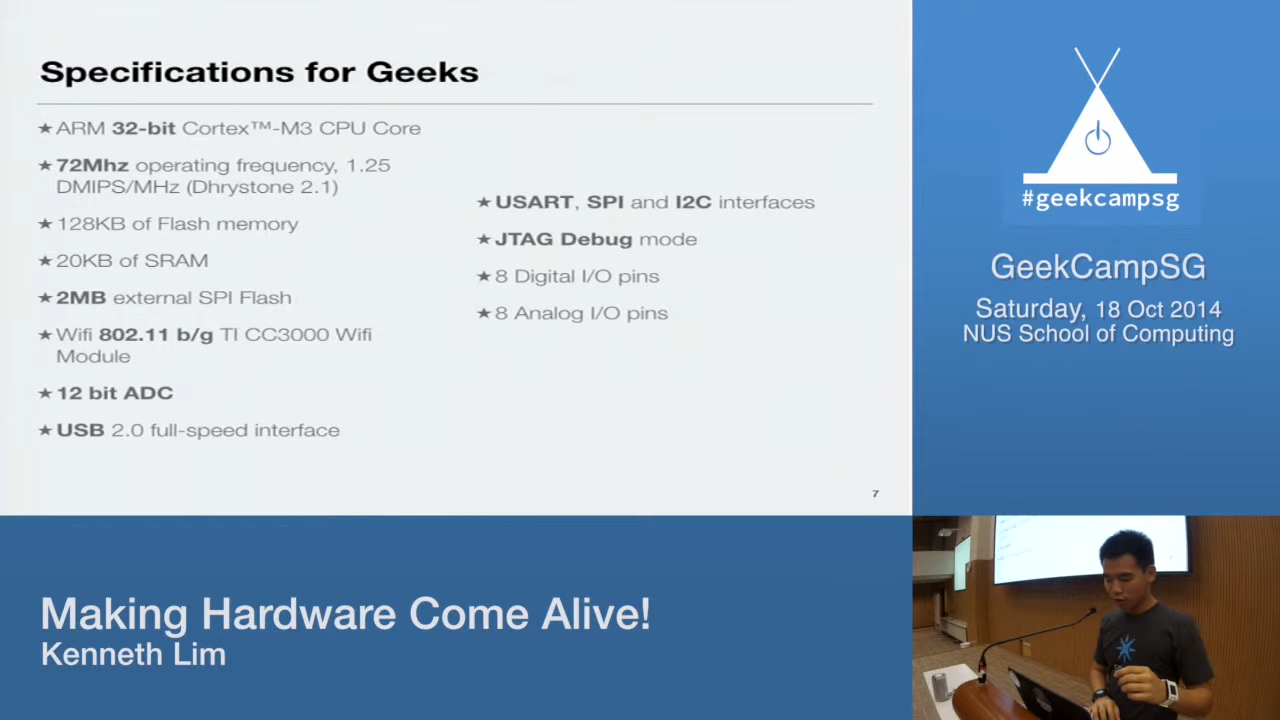 Specifications for Geeks
★ ARM 32-bit Cortex™-M3 CPU Core
★ 72Mhz operating frequency, 1.25
DMIPS/MHz (Dhrystone 2.1)
★ 128KB of Flash memory
★ 20KB of SRAM
★ 2MB external SPI Flash
★ Wifi 802.11 b/g TI CC3000 Wifi
Module
★ 12 bit ADC
★ USB 2.0 full-speed interface
★ USART, SPI and I2C interfaces
★ JTAG Debug mode
★ 8 Digital I/O pins
★ 8 Analog I/O pins
7
#geekcampsg
GeekCampSG
Saturday, 18 Oct 2014
NUS School of Computing
Making Hardware Come Alive!
Kenneth Lim